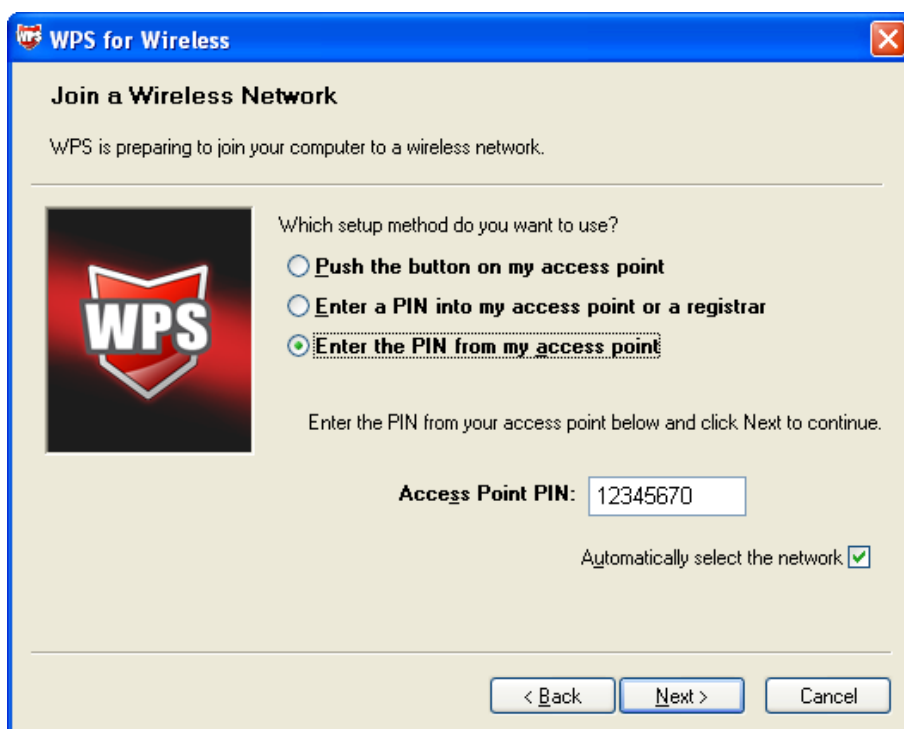 WPS for Wireless
Join a Wireless Network
WPS is preparing to join your computer to a wireless network.
WPS
Which setup method do you want to use?
Push the button on my access point
Enter a PIN into my access point or a registrar
Enter the PIN from my access point
Enter the PIN from your access point below and click Next to continue.
Access Point PIN: 12345670
Automatically select the network
< Back Next > Cancel